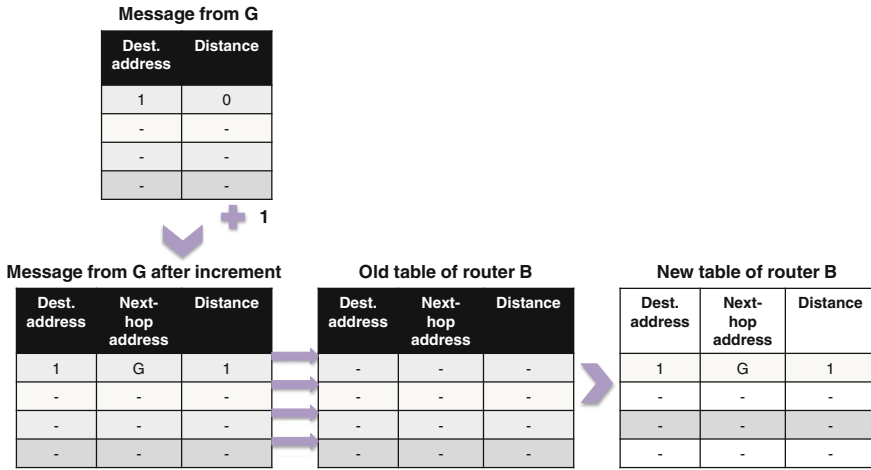 Message from G
Dest. address Distance
1 0
- -
- -
- -
1
Message from G after increment
Dest. address Next-hop address Distance
1 G 1
- - -
- - -
- - -
Old table of router B
Dest. address Next-hop address Distance
- - -
- - -
- - -
- - -
New table of router B
Dest. address Next-hop address Distance
1 G 1
- - -
- - -
- - -